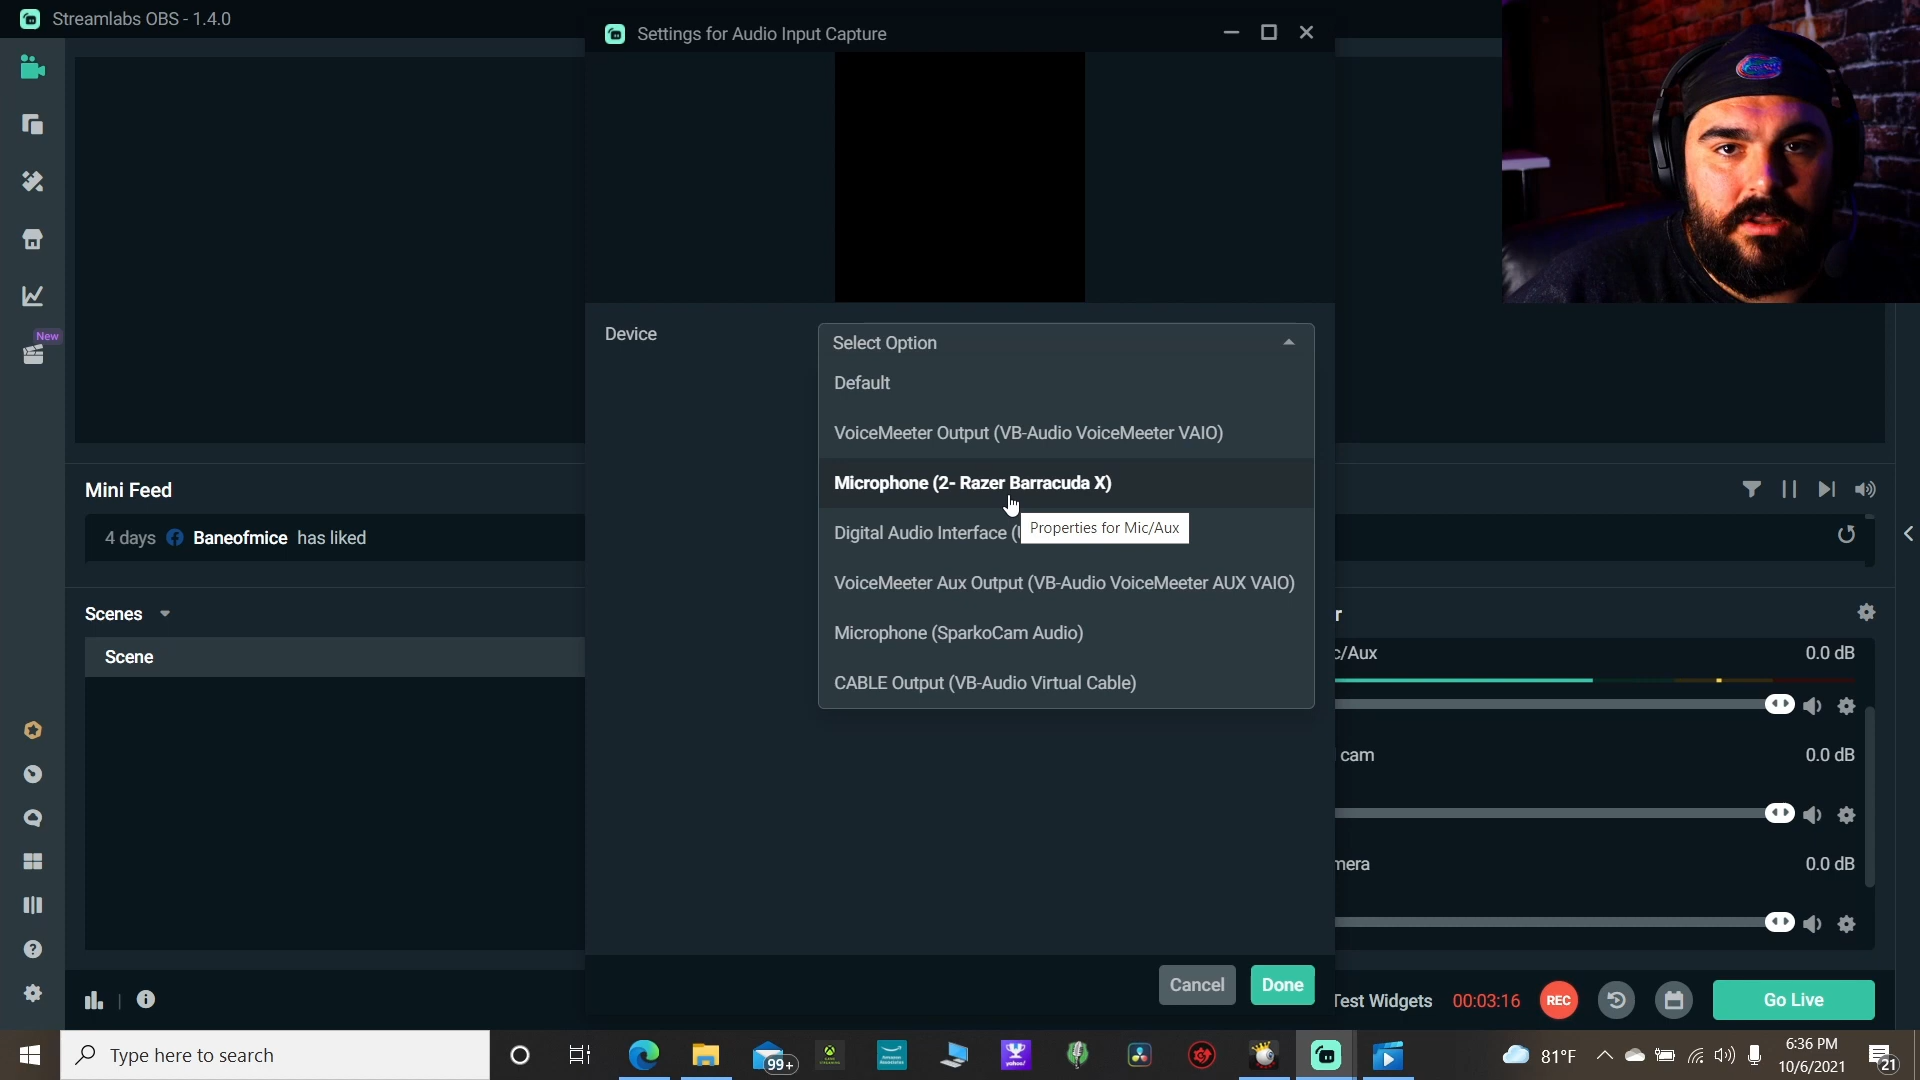 Streamlabs OBS - 1.4.0
Settings for Audio Input Capture
New
Device
Select Option
Default
VoiceMeeter Output (VB-Audio VoiceMeeter VAIO)
Microphone (2- Razer Barracuda X)
Digital Audio Interface (
Properties for Mic/Aux
VoiceMeeter Aux Output (VB-Audio VoiceMeeter AUX VAIO)
Microphone (SparkoCam Audio)
CABLE Output (VB-Audio Virtual Cable)
Mini Feed
4 days Baneofmice has liked
Scenes
Scene
r
c/Aux 0.0 dB
cam 0.0 dB
mera 0.0 dB
Cancel
Done
Test Widgets 00:03:16 REC
Go Live
Type here to search
99+
yahoo!
81°F
6:36 PM
10/6/2021
21